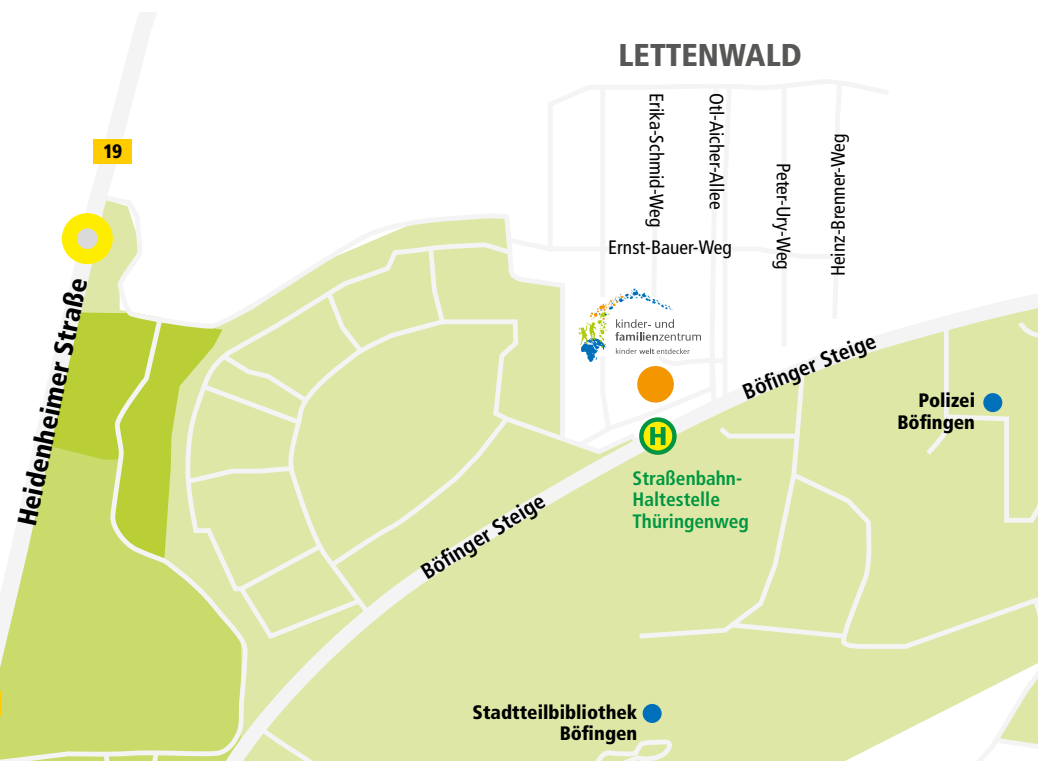 LETTENWALD
19
Erika-Schmid-Weg
Otl-Aicher-Allee
Peter-Ury-Weg
Heinz-Brenner-Weg
Ernst-Bauer-Weg
Heidenheimer Straße
kinder- und
familienzentrum
kinder welt entdecker
Böfinger Steige
Polizei
Böfingen
H
Straßenbahn-
Haltestelle
Thüringenweg
Böfinger Steige
Stadtteilbibliothek
Böfingen